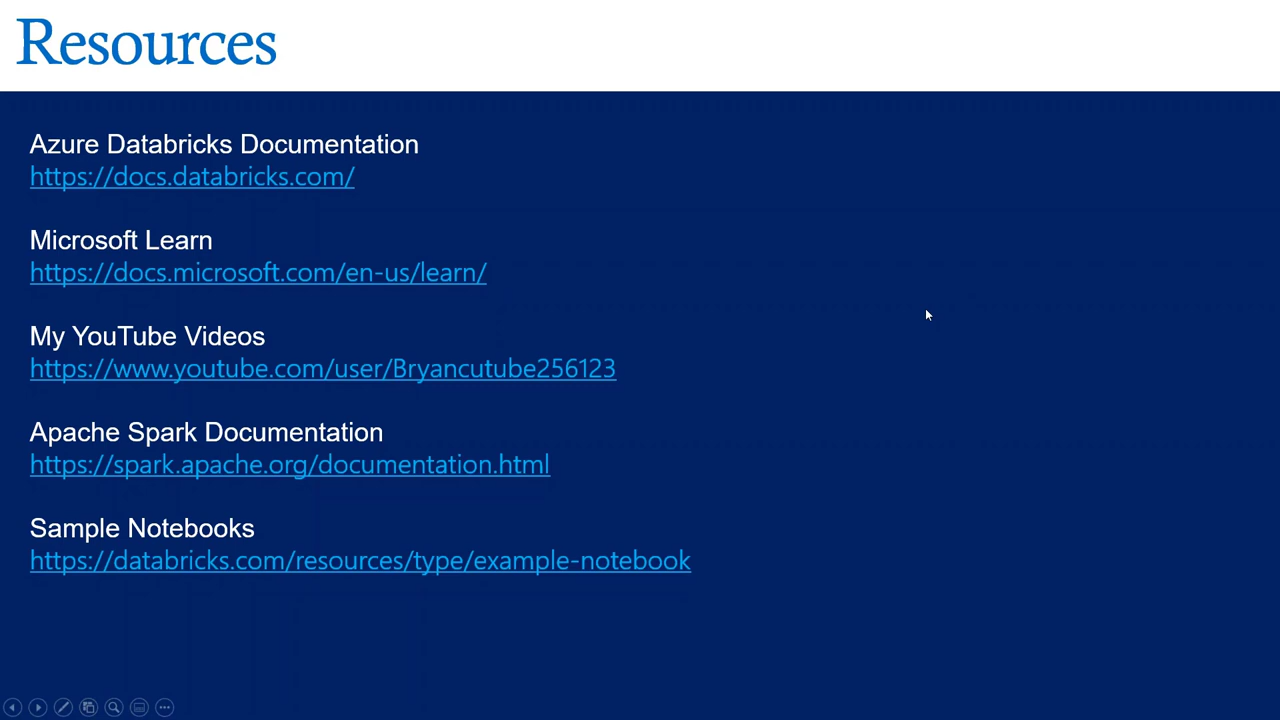 Resources
Azure Databricks Documentation
https://docs.databricks.com/
Microsoft Learn
https://docs.microsoft.com/en-us/learn/
My YouTube Videos
https://www.youtube.com/user/Bryancutube256123
Apache Spark Documentation
https://spark.apache.org/documentation.html
Sample Notebooks
https://databricks.com/resources/type/example-notebook